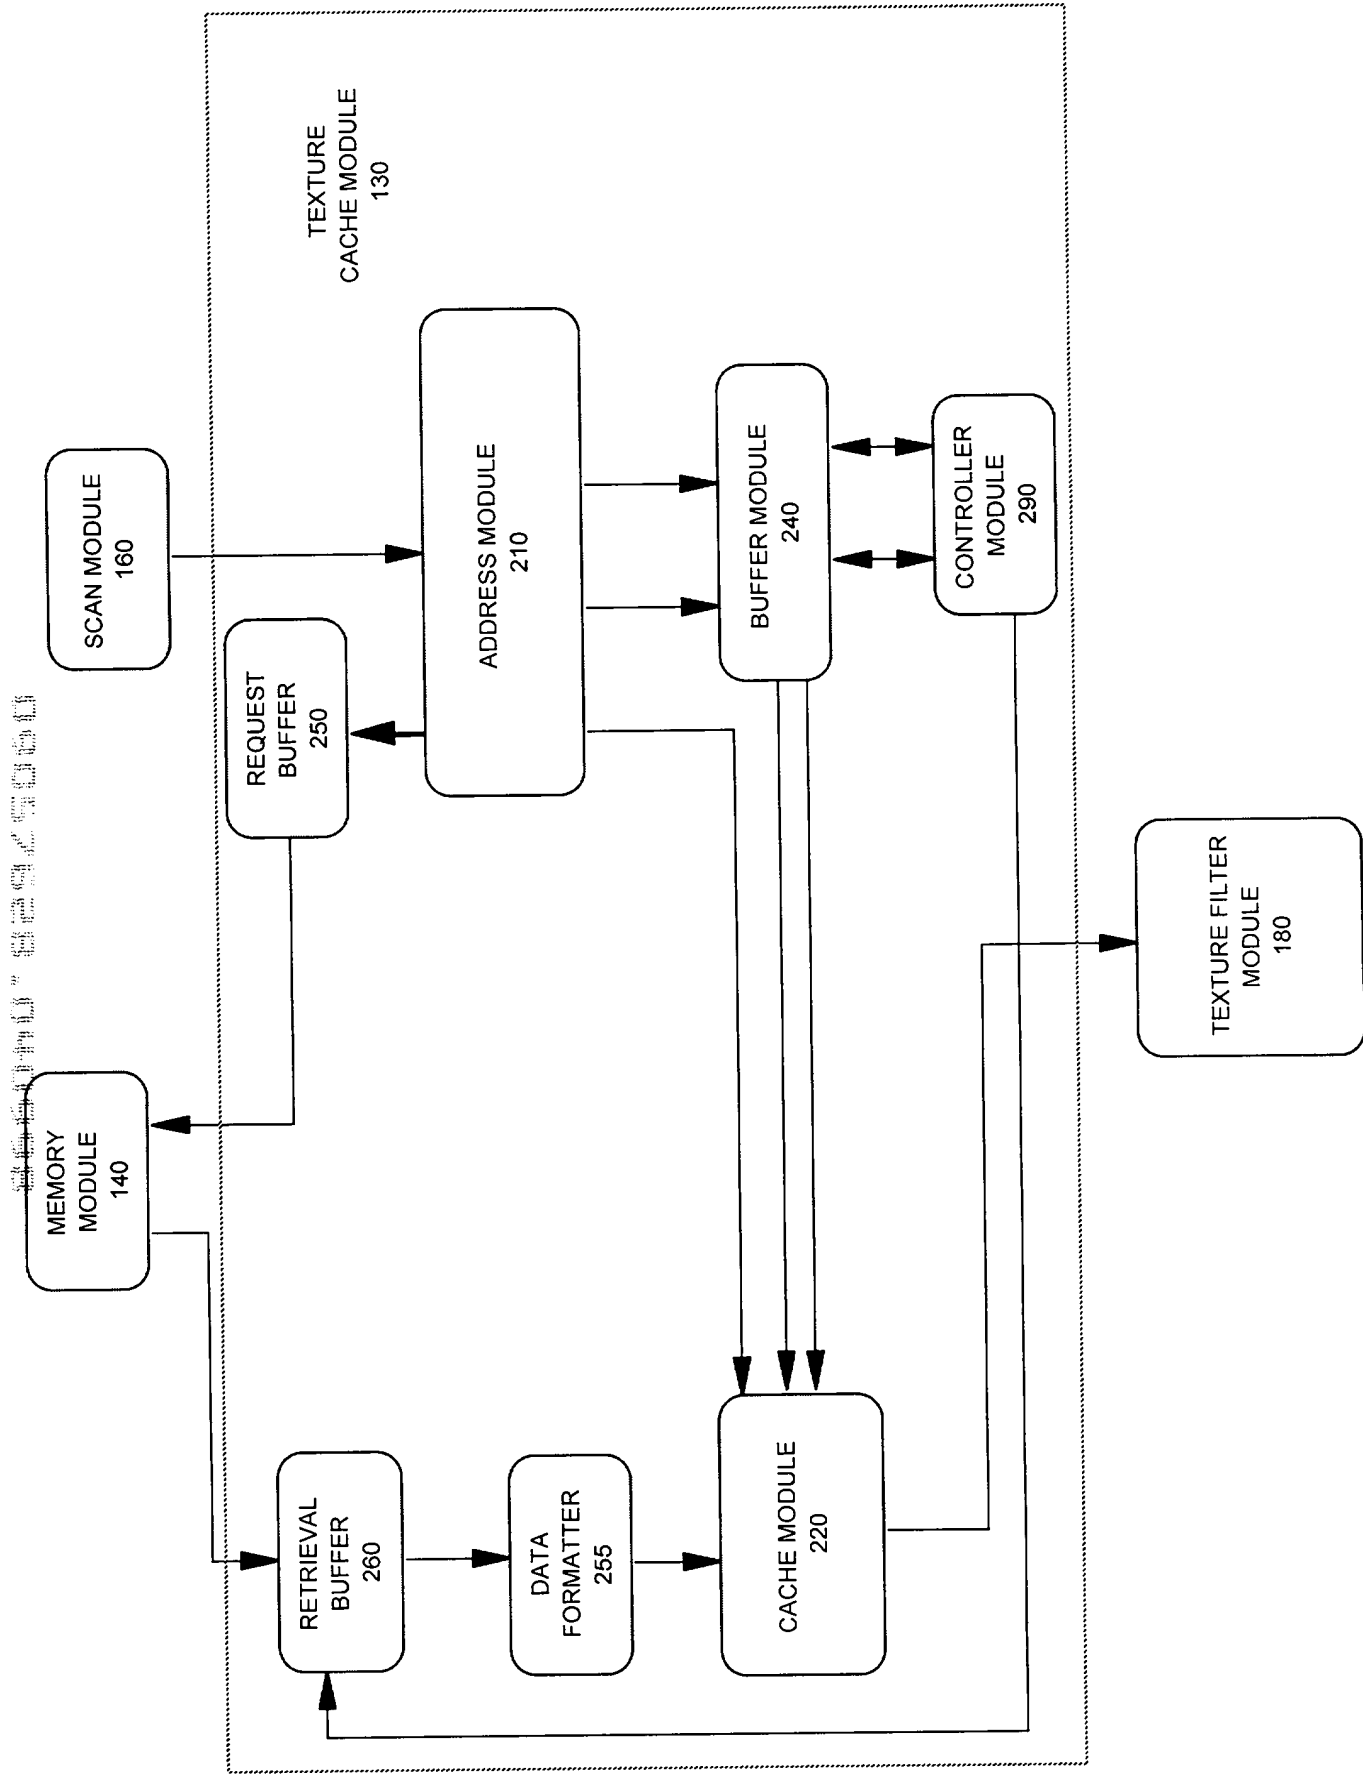 SCAN MODULE
160
TEXTURE
CACHE MODULE
130
MEMORY
MODULE
140
REQUEST
BUFFER
250
ADDRESS MODULE
210
RETRIEVAL
BUFFER
260
DATA
FORMATTER
255
BUFFER MODULE
240
CACHE MODULE
220
CONTROLLER
MODULE
290
TEXTURE FILTER
MODULE
180